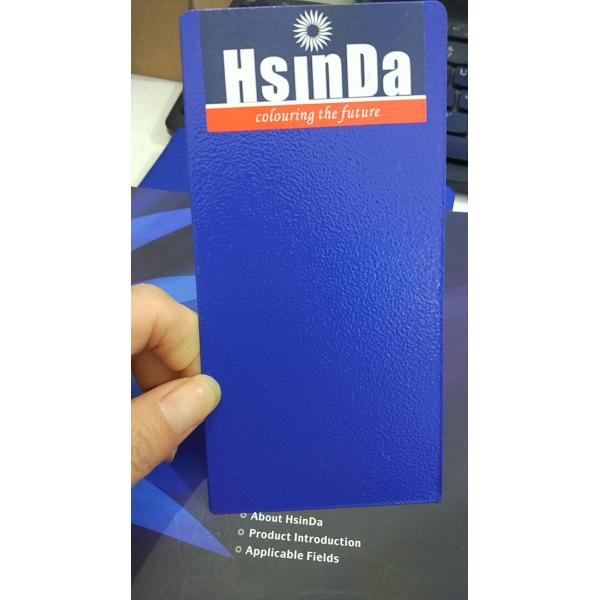 HsinDa
colouring the future
About HsinDa
Product Introduction
Applicable Fields